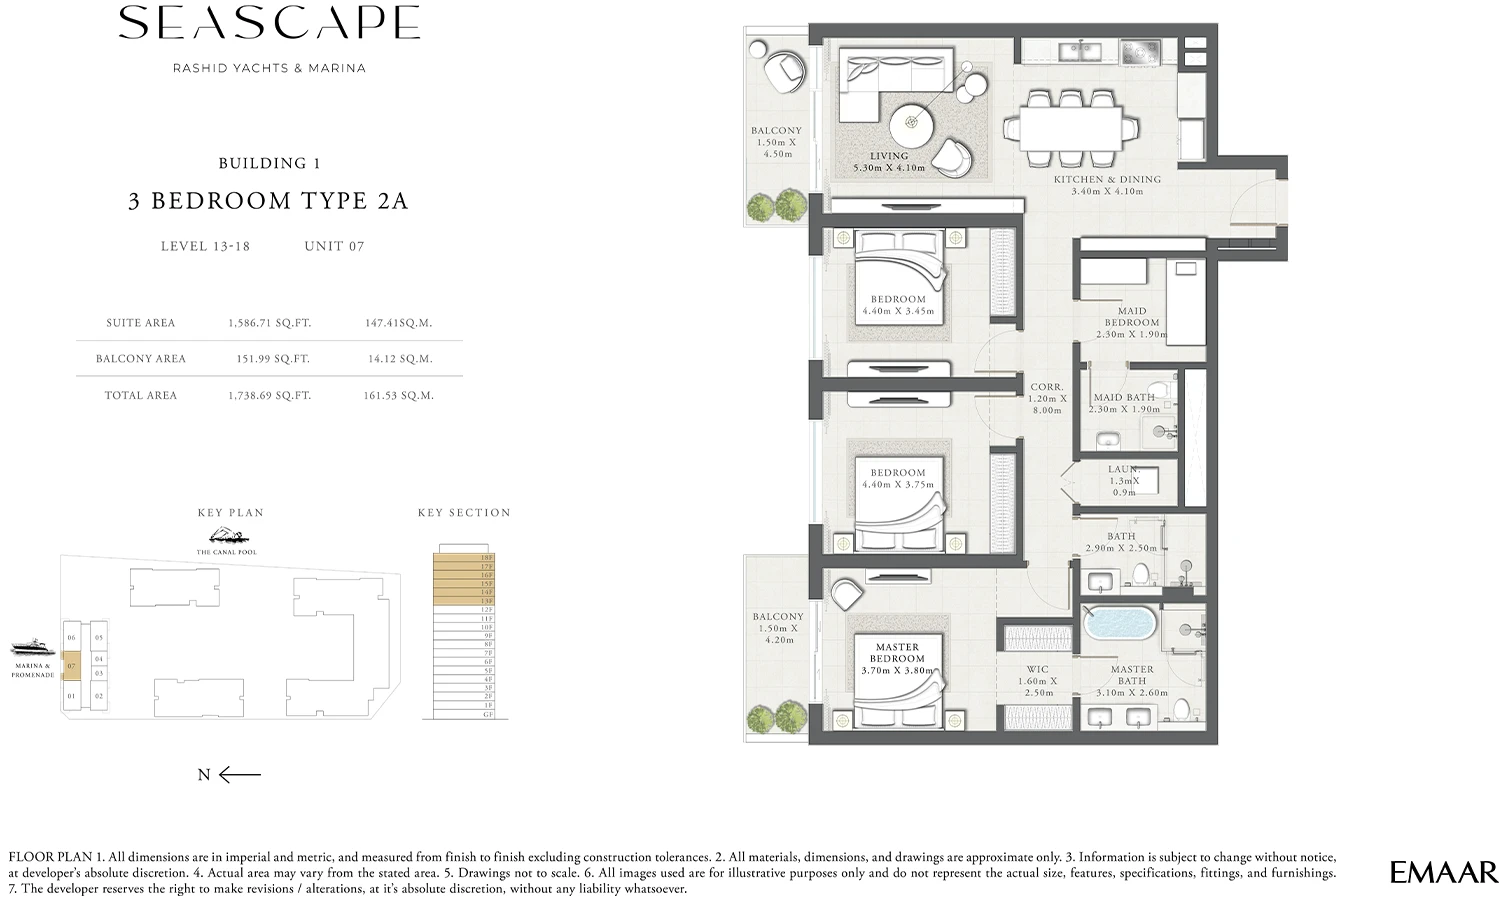 SEASCAPE
RASHID YACHTS & MARINA
BUILDING 1
3 BEDROOM TYPE 2A
LEVEL 13-18 UNIT 07
SUITE AREA 1,586.71 SQ.FT. 147.41SQ.M.
BALCONY AREA 151.99 SQ.FT. 14.12 SQ.M.
TOTAL AREA 1,738.69 SQ.FT. 161.53 SQ.M.
KEY PLAN
THE CANAL POOL
MARINA &
PROMENADE
06 05
07 04
03
01 02
N
KEY SECTION
18F
17F
16F
15F
14F
13F
12F
11F
10F
9F
8F
7F
6F
5F
4F
3F
2F
1F
GF
BALCONY
1.50m X
4.50m
LIVING
5.30m X 4.10m
KITCHEN & DINING
3.40m X 4.10m
BEDROOM
4.40m X 3.45m
MAID
BEDROOM
2.30m X 1.90m
CORR.
1.20m X
8.00m
MAID BATH
2.30m X 1.90m
BEDROOM
4.40m X 3.75m
LAUN.
1.3mX
0.9m
BATH
2.90m X 2.50m
BALCONY
1.50m X
4.20m
MASTER
BEDROOM
3.70m X 3.80m
WIC
1.60m X
2.50m
MASTER
BATH
3.10m X 2.60m
FLOOR PLAN 1. All dimensions are in imperial and metric, and measured from finish to finish excluding construction tolerances. 2. All materials, dimensions, and drawings are approximate only. 3. Information is subject to change without notice,
at developer's absolute discretion. 4. Actual area may vary from the stated area. 5. Drawings not to scale. 6. All images used are for illustrative purposes only and do not represent the actual size, features, specifications, fittings, and furnishings.
7. The developer reserves the right to make revisions / alterations, at it's absolute discretion, without any liability whatsoever.
EMAAR